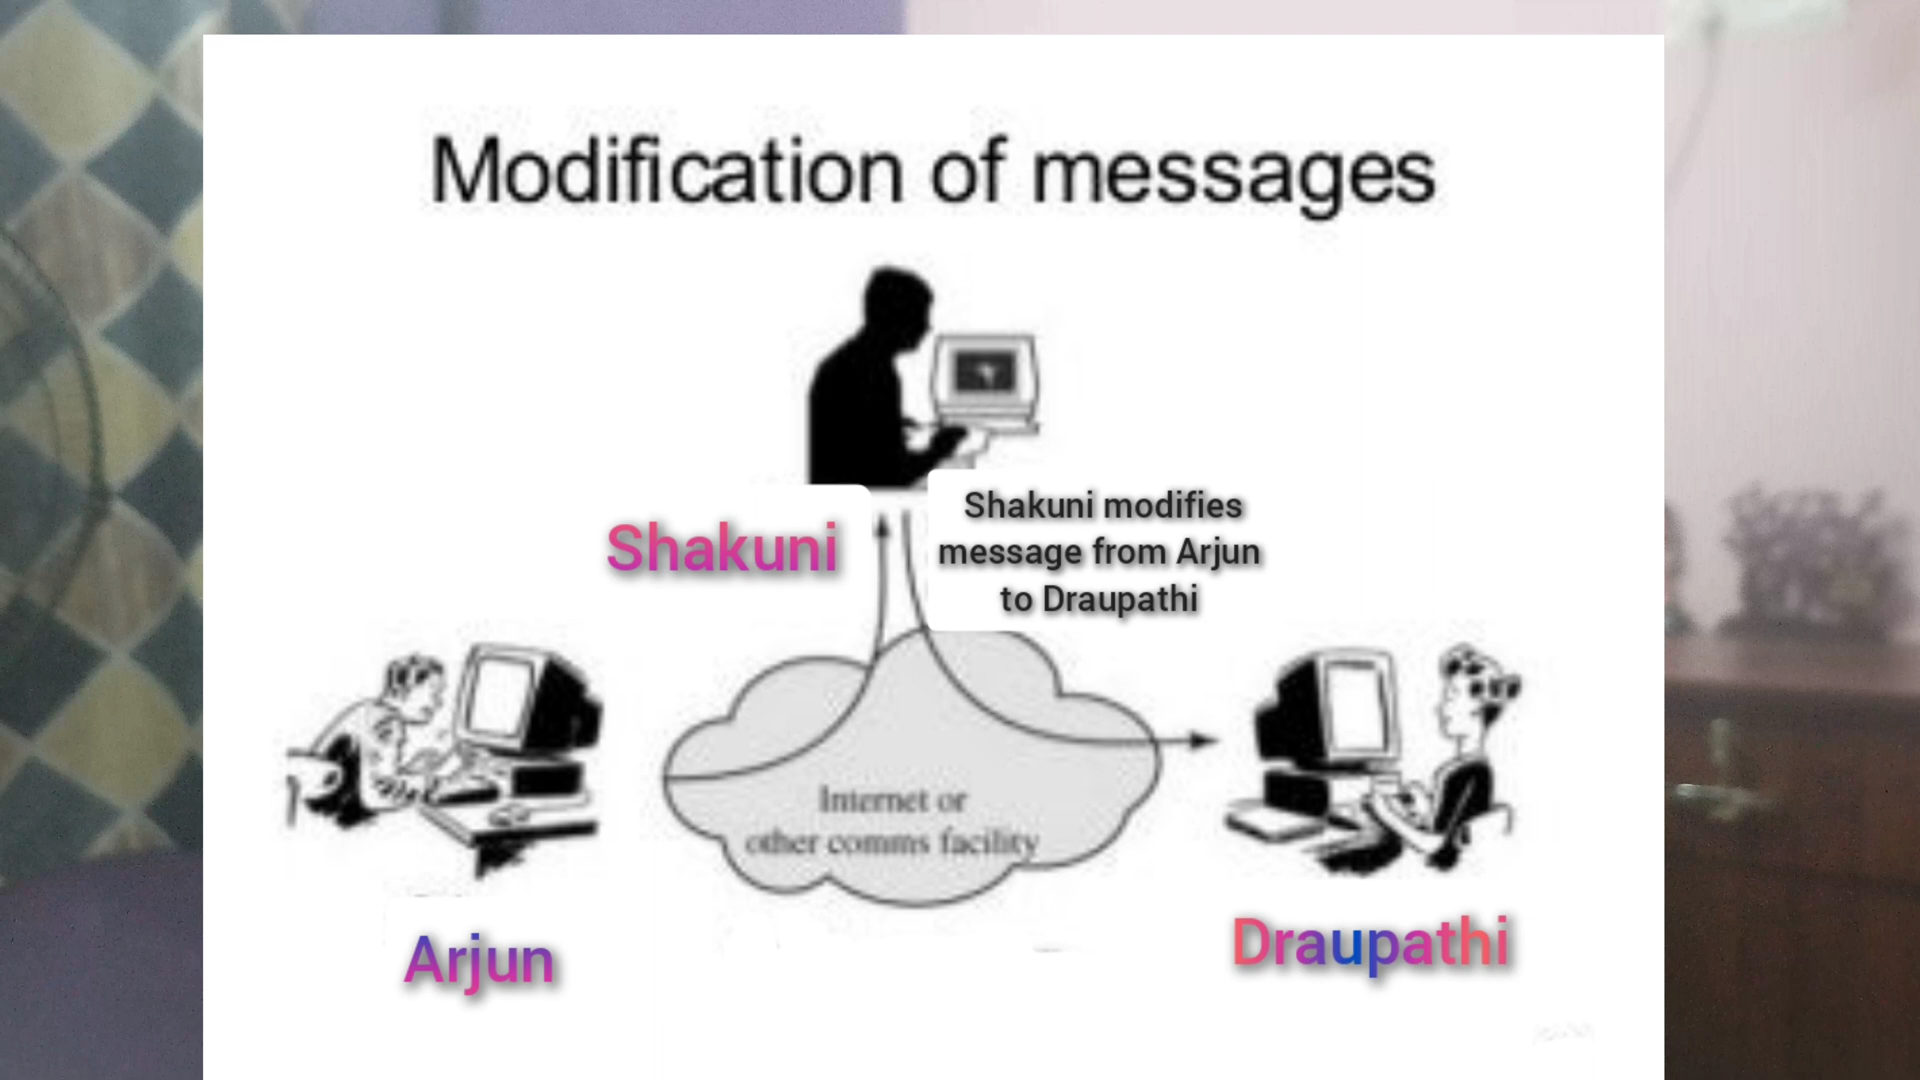 Modification of messages
Shakuni
Shakuni modifies
message from Arjun
to Draupathi
Internet or
other comms facility
Arjun
Draupathi